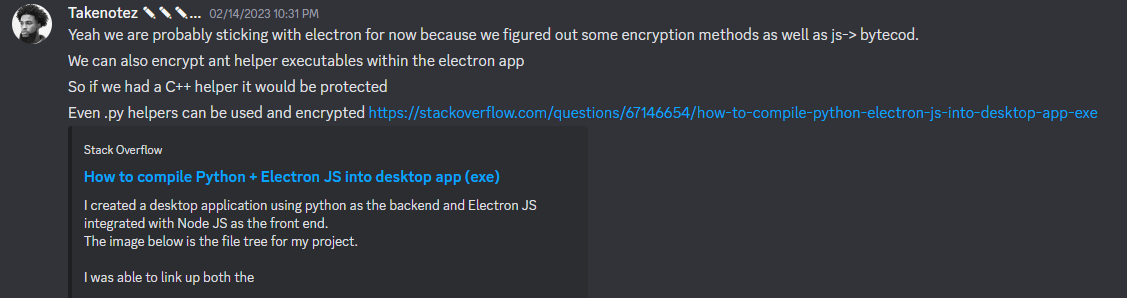 Takenotez ✏️✏️✏️... 02/14/2023 10:31 PM
Yeah we are probably sticking with electron for now because we figured out some encryption methods as well as js-> bytecod.
We can also encrypt ant helper executables within the electron app
So if we had a C++ helper it would be protected
Even .py helpers can be used and encrypted https://stackoverflow.com/questions/67146654/how-to-compile-python-electron-js-into-desktop-app-exe
Stack Overflow
How to compile Python + Electron JS into desktop app (exe)
I created a desktop application using python as the backend and Electron JS
integrated with Node JS as the front end.
The image below is the file tree for my project.
I was able to link up both the